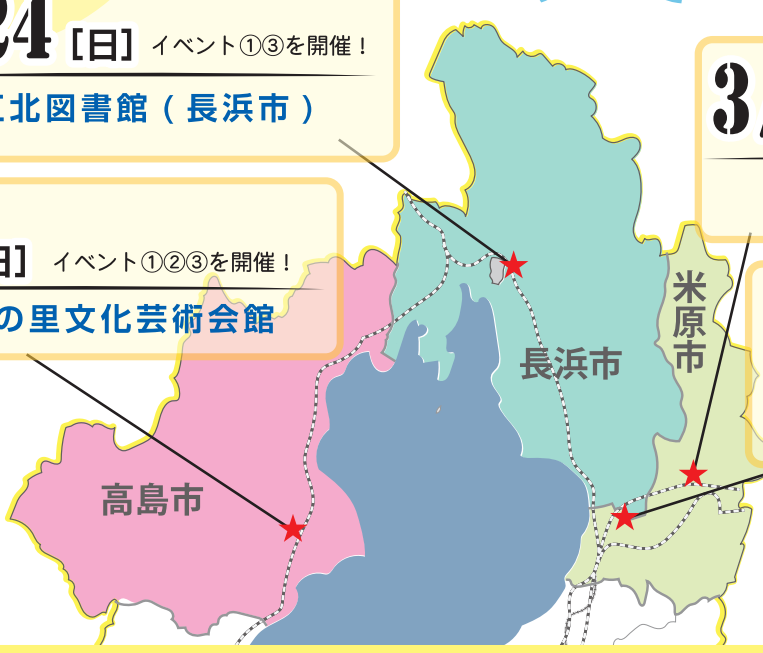 24［日］イベント①③を開催！
北図書館（長浜市）
日］イベント①②③を開催！
の里文化芸術会館
3
米原市
長浜市
高島市